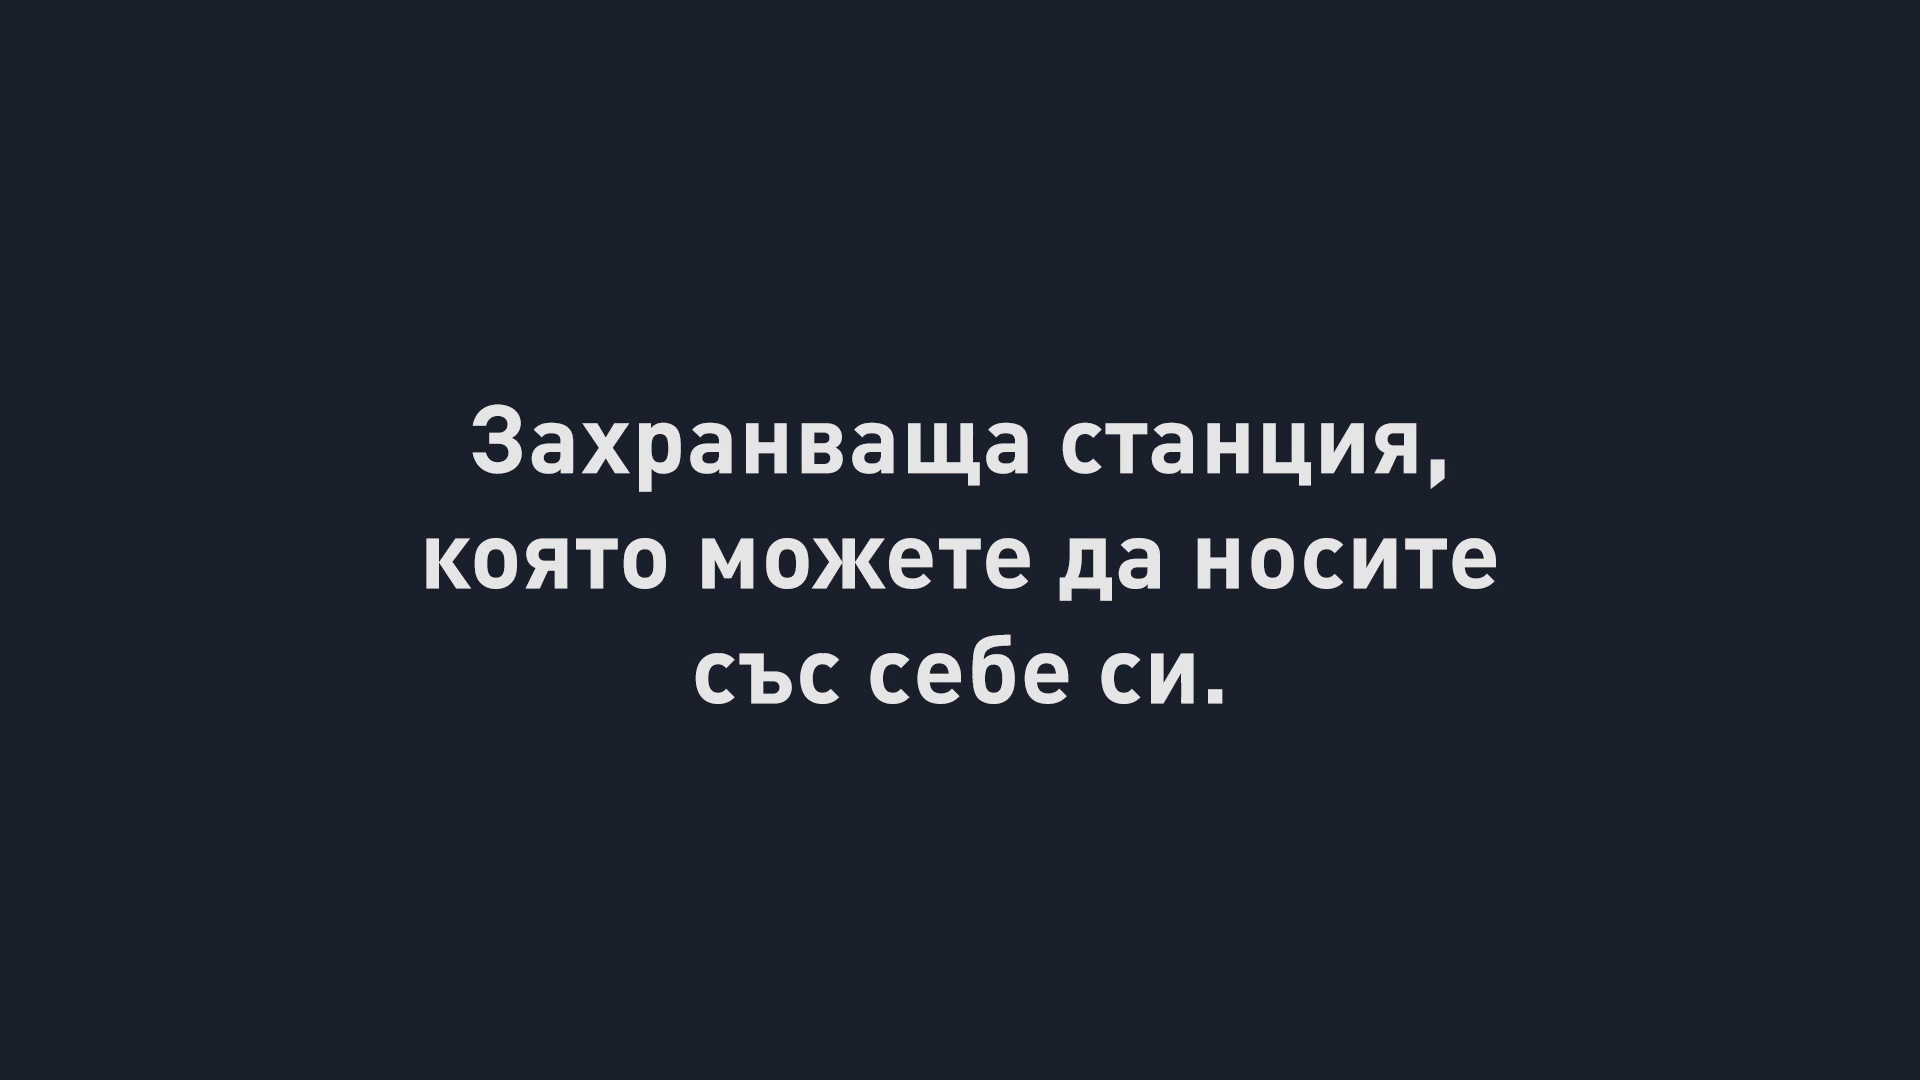 Захранваща станция,
която можете да носите
със себе си.